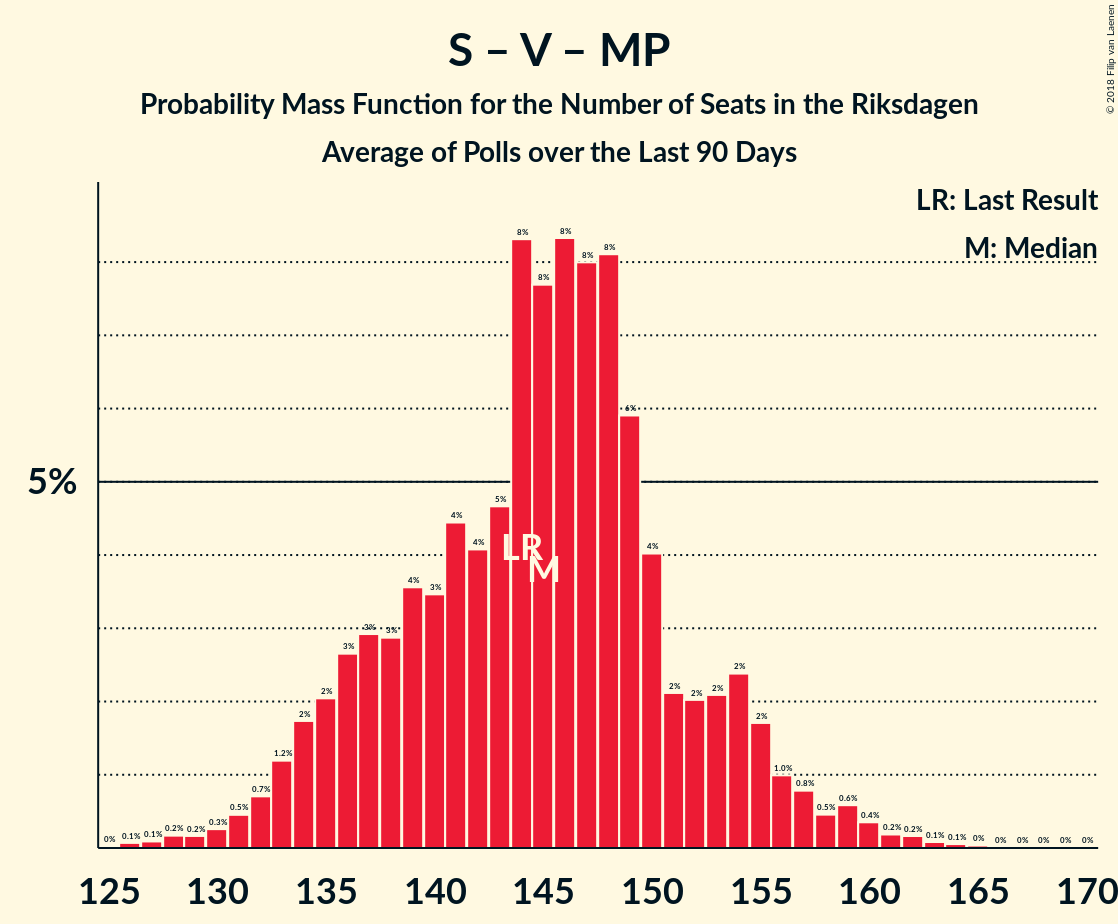 S – V – MP
Probability Mass Function for the Number of Seats in the Riksdagen
Average of Polls over the Last 90 Days
© 2018 Filip van Laenen
LR: Last Result
M: Median
5%
0% 0.1% 0.1% 0.2% 0.2% 0.3% 0.5% 0.7% 1.2% 2% 2% 3% 3% 3% 4% 3% 4% 4% 5% 8% 8% 8% 8% 8% 6% 4% 2% 2% 2% 2% 2% 1.0% 0.8% 0.5% 0.6% 0.4% 0.2% 0.2% 0.1% 0.1% 0% 0% 0% 0% 0% 0%
LR
M
125 130 135 140 145 150 155 160 165 170